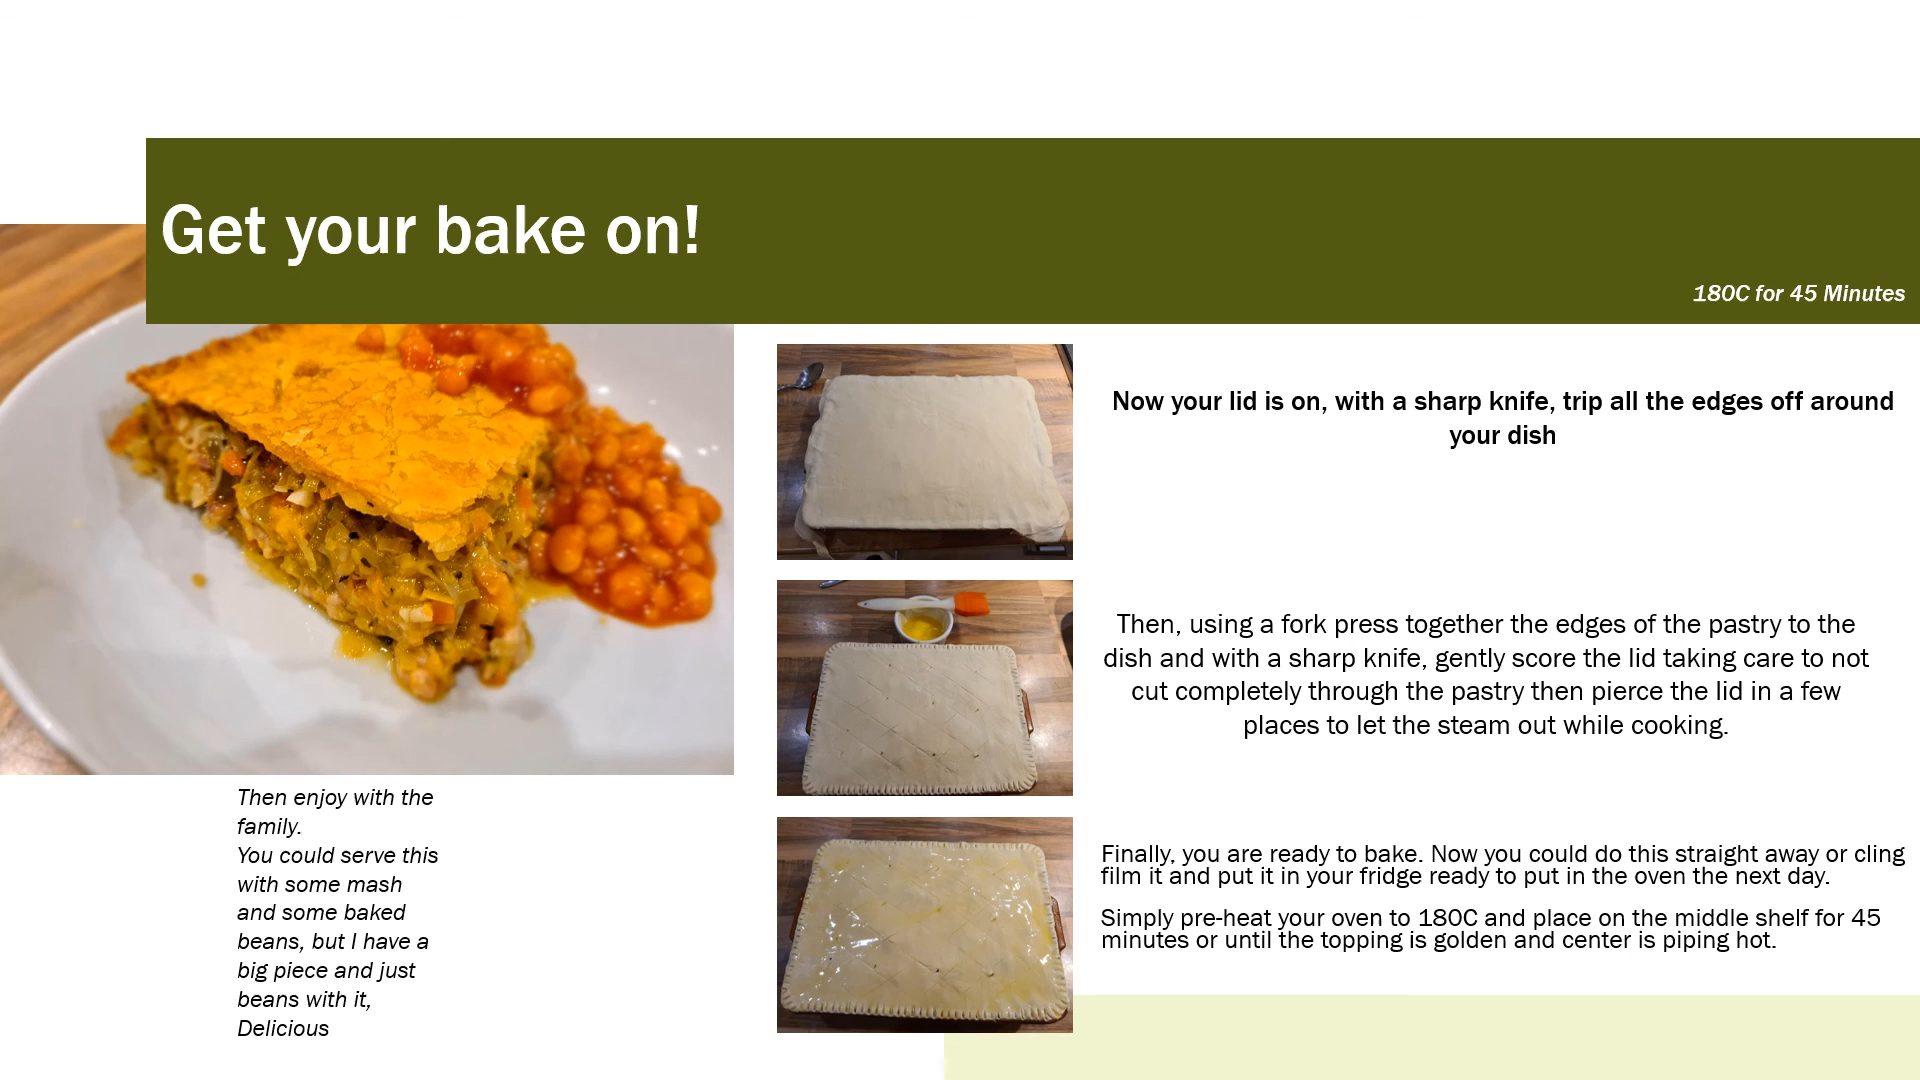 Get your bake on!
180C for 45 Minutes
Now your lid is on, with a sharp knife, trip all the edges off around
your dish
Then, using a fork press together the edges of the pastry to the
dish and with a sharp knife, gently score the lid taking care to not
cut completely through the pastry then pierce the lid in a few
places to let the steam out while cooking.
Finally, you are ready to bake. Now you could do this straight away or cling
film it and put it in your fridge ready to put in the oven the next day.
Simply pre-heat your oven to 180C and place on the middle shelf for 45
minutes or until the topping is golden and center is piping hot.
Then enjoy with the
family.
You could serve this
with some mash
and some baked
beans, but I have a
big piece and just
beans with it,
Delicious